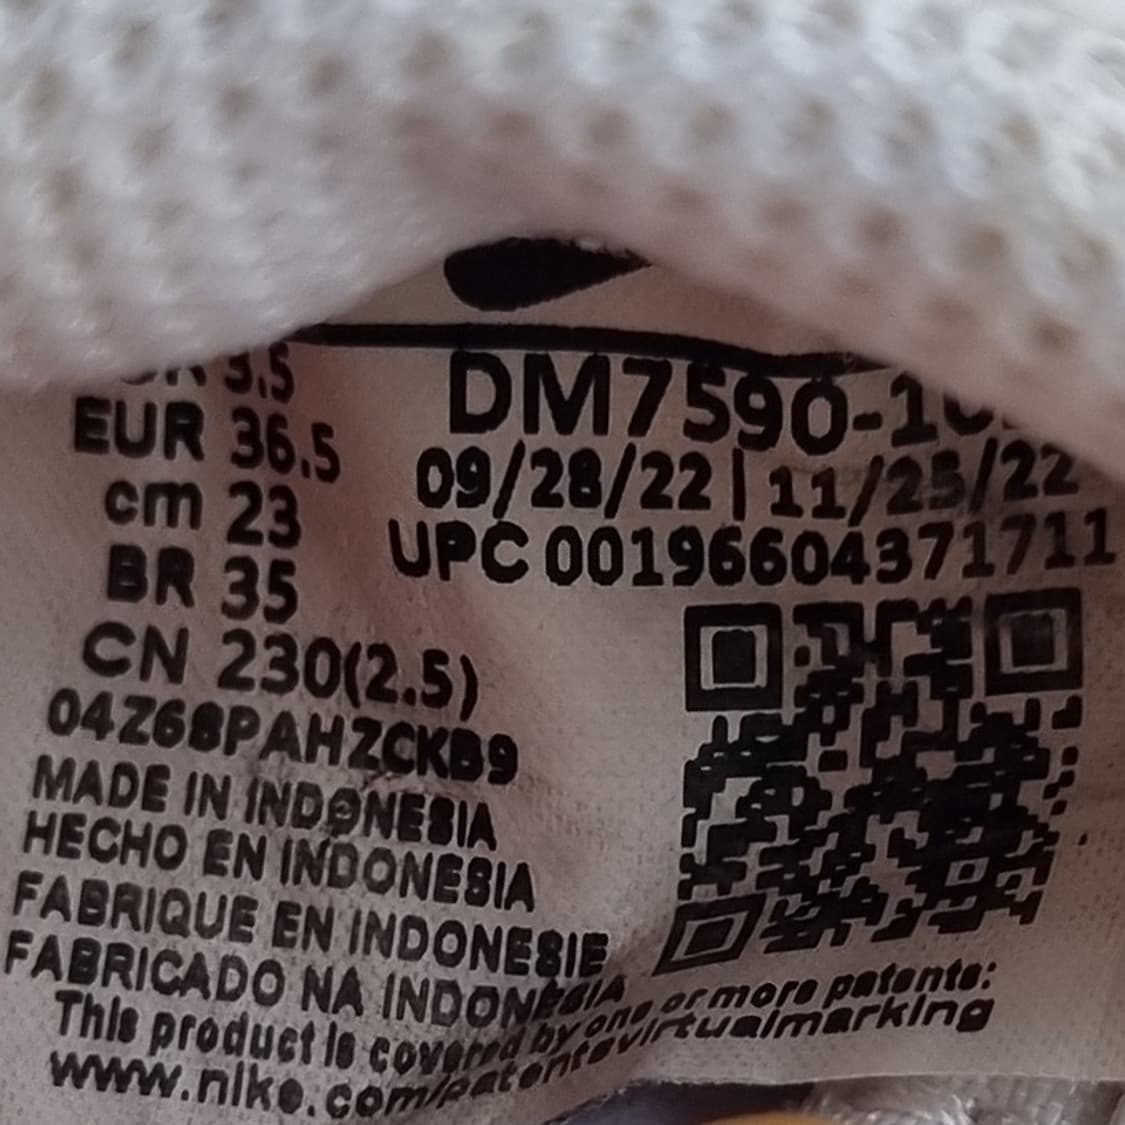 3.5
EUR 36.5
cm 23
BR 35
CN 230(2.5)
04Z68PAHZCKB9
MADE IN INDONESIA
HECHO EN INDONESIA
FABRIQUE EN INDONESIE
FABRICADO NA INDONESIA
This product is covered by one or more patents:
www.nike.com/patentsvirtualmarking
DM7590-10
09/28/22 | 11/25/22
UPC 00196604371711